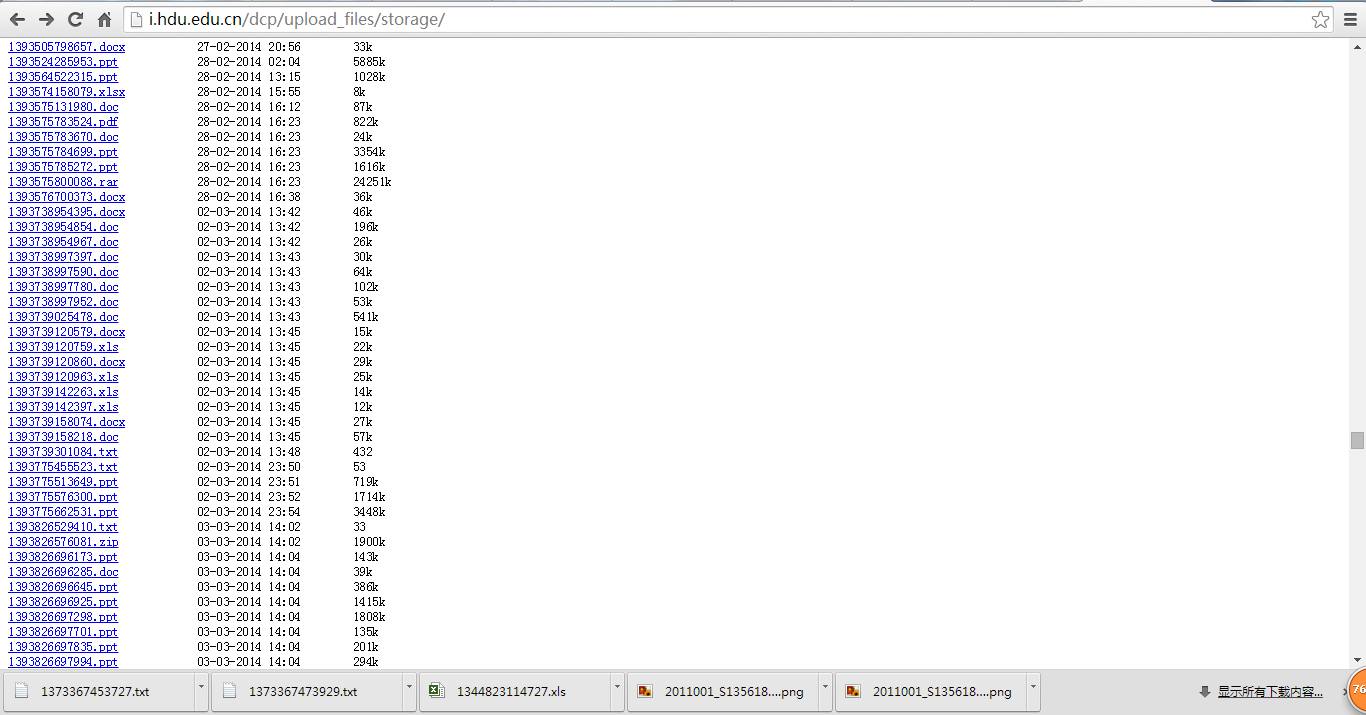 i.hdu.edu.cn/dcp/upload_files/storage/
1393505798657.docx 27-02-2014 20:56 33k
1393524285953.ppt 28-02-2014 02:04 5885k
1393564522315.ppt 28-02-2014 13:15 1028k
1393574158079.xlsx 28-02-2014 15:55 8k
1393575131980.doc 28-02-2014 16:12 87k
1393575783524.pdf 28-02-2014 16:23 822k
1393575783670.doc 28-02-2014 16:23 24k
1393575784699.ppt 28-02-2014 16:23 3354k
1393575785272.ppt 28-02-2014 16:23 1616k
1393575800088.rar 28-02-2014 16:23 24251k
1393576700373.docx 28-02-2014 16:38 36k
1393738954395.docx 02-03-2014 13:42 46k
1393738954854.doc 02-03-2014 13:42 196k
1393738954967.doc 02-03-2014 13:42 26k
1393738997397.doc 02-03-2014 13:43 30k
1393738997590.doc 02-03-2014 13:43 64k
1393738997780.doc 02-03-2014 13:43 102k
1393738997952.doc 02-03-2014 13:43 53k
1393739025478.doc 02-03-2014 13:43 541k
1393739120579.docx 02-03-2014 13:45 15k
1393739120759.xls 02-03-2014 13:45 22k
1393739120860.docx 02-03-2014 13:45 29k
1393739120963.xls 02-03-2014 13:45 25k
1393739142263.xls 02-03-2014 13:45 14k
1393739142397.xls 02-03-2014 13:45 12k
1393739158074.docx 02-03-2014 13:45 27k
1393739158218.doc 02-03-2014 13:45 57k
1393739301084.txt 02-03-2014 13:48 432
1393775455523.txt 02-03-2014 23:50 53
1393775513649.ppt 02-03-2014 23:51 719k
1393775576300.ppt 02-03-2014 23:52 1714k
1393775662531.ppt 02-03-2014 23:54 3448k
1393826529410.txt 03-03-2014 14:02 33
1393826576081.zip 03-03-2014 14:02 1900k
1393826696173.ppt 03-03-2014 14:04 143k
1393826696285.doc 03-03-2014 14:04 39k
1393826696645.ppt 03-03-2014 14:04 386k
1393826696925.ppt 03-03-2014 14:04 1415k
1393826697298.ppt 03-03-2014 14:04 1808k
1393826697701.ppt 03-03-2014 14:04 135k
1393826697835.ppt 03-03-2014 14:04 201k
1393826697994.ppt 03-03-2014 14:04 294k
1373367453727.txt 1373367473929.txt 1344823114727.xls 2011001_S135618....png 2011001_S135618....png 显示所有下载内容... 76